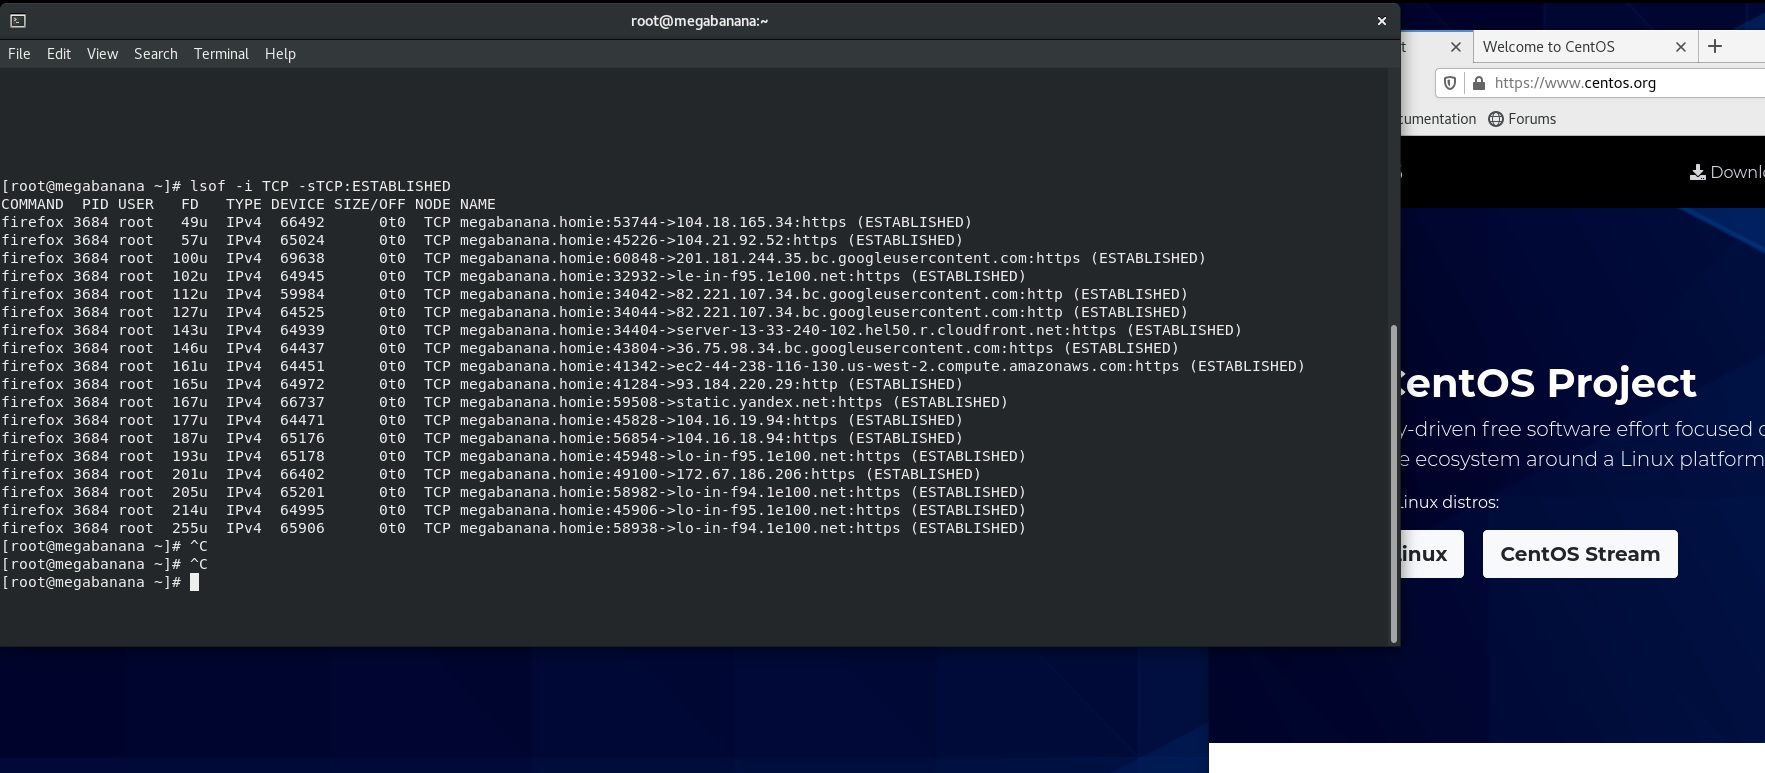 root@megabanana:~
File Edit View Search Terminal Help
[root@megabanana ~]# lsof -i TCP -sTCP:ESTABLISHED
COMMAND  PID USER   FD   TYPE DEVICE SIZE/OFF NODE NAME
firefox 3684 root   49u  IPv4  66492      0t0  TCP megabanana.homie:53744->104.18.165.34:https (ESTABLISHED)
firefox 3684 root   57u  IPv4  65024      0t0  TCP megabanana.homie:45226->104.21.92.52:https (ESTABLISHED)
firefox 3684 root  100u  IPv4  69638      0t0  TCP megabanana.homie:60848->201.181.244.35.bc.googleusercontent.com:https (ESTABLISHED)
firefox 3684 root  102u  IPv4  64945      0t0  TCP megabanana.homie:32932->le-in-f95.1e100.net:https (ESTABLISHED)
firefox 3684 root  112u  IPv4  59984      0t0  TCP megabanana.homie:34042->82.221.107.34.bc.googleusercontent.com:http (ESTABLISHED)
firefox 3684 root  127u  IPv4  64525      0t0  TCP megabanana.homie:34044->82.221.107.34.bc.googleusercontent.com:http (ESTABLISHED)
firefox 3684 root  143u  IPv4  64939      0t0  TCP megabanana.homie:34404->server-13-33-240-102.hel50.r.cloudfront.net:https (ESTABLISHED)
firefox 3684 root  146u  IPv4  64437      0t0  TCP megabanana.homie:43804->36.75.98.34.bc.googleusercontent.com:https (ESTABLISHED)
firefox 3684 root  161u  IPv4  64451      0t0  TCP megabanana.homie:41342->ec2-44-238-116-130.us-west-2.compute.amazonaws.com:https (ESTABLISHED)
firefox 3684 root  165u  IPv4  64972      0t0  TCP megabanana.homie:41284->93.184.220.29:http (ESTABLISHED)
firefox 3684 root  167u  IPv4  66737      0t0  TCP megabanana.homie:59508->static.yandex.net:https (ESTABLISHED)
firefox 3684 root  177u  IPv4  64471      0t0  TCP megabanana.homie:45828->104.16.19.94:https (ESTABLISHED)
firefox 3684 root  187u  IPv4  65176      0t0  TCP megabanana.homie:56854->104.16.18.94:https (ESTABLISHED)
firefox 3684 root  193u  IPv4  65178      0t0  TCP megabanana.homie:45948->lo-in-f95.1e100.net:https (ESTABLISHED)
firefox 3684 root  201u  IPv4  66402      0t0  TCP megabanana.homie:49100->172.67.186.206:https (ESTABLISHED)
firefox 3684 root  205u  IPv4  65201      0t0  TCP megabanana.homie:58982->lo-in-f94.1e100.net:https (ESTABLISHED)
firefox 3684 root  214u  IPv4  64995      0t0  TCP megabanana.homie:45906->lo-in-f95.1e100.net:https (ESTABLISHED)
firefox 3684 root  255u  IPv4  65906      0t0  TCP megabanana.homie:58938->lo-in-f94.1e100.net:https (ESTABLISHED)
[root@megabanana ~]# ^C
[root@megabanana ~]# ^C
[root@megabanana ~]#
t Welcome to CentOS
https://www.centos.org
cumentation Forums
Downl
CentOS Project
y-driven free software effort focused
e ecosystem around a Linux platform
Linux distros:
Linux CentOS Stream